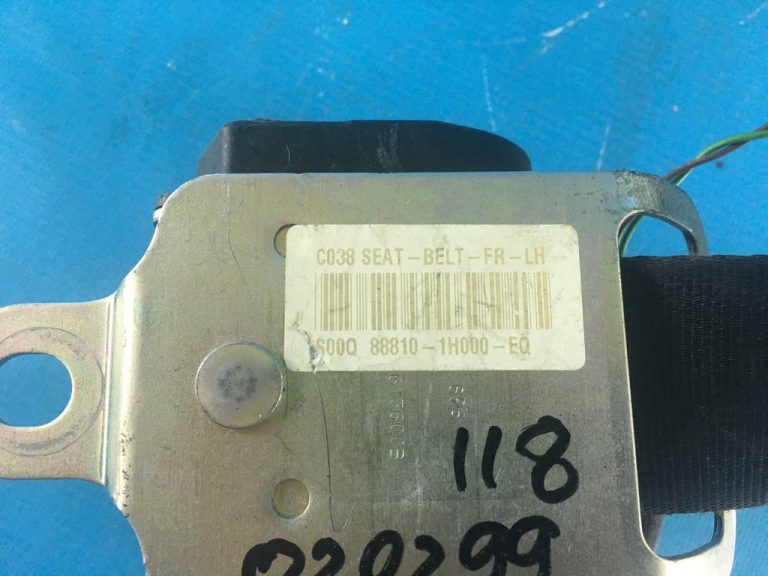 C038 SEAT-BELT-FR-LH
S00Q 88810-1H000-EQ
118
020299